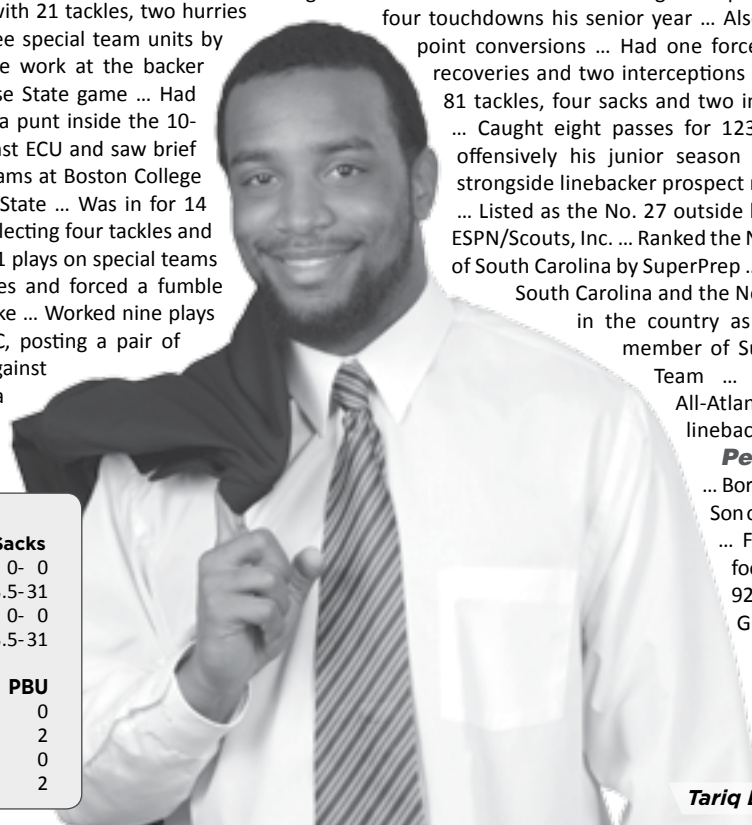 with 21 tackles, two hurries
ee special team units by
e work at the backer
se State game ... Had
a punt inside the 10-
ast ECU and saw brief
ams at Boston College
State ... Was in for 14
lecting four tackles and
1 plays on special teams
es and forced a fumble
ke ... Worked nine plays
C, posting a pair of
gainst
a
Sacks
0- 0
.5-31
0- 0
.5-31
PBU
0
2
0
2
four touchdowns his senior year ... Als
point conversions ... Had one force
recoveries and two interceptions
81 tackles, four sacks and two in
... Caught eight passes for 123
offensively his junior season
strongside linebacker prospect
... Listed as the No. 27 outside
ESPN/Scouts, Inc. ... Ranked the N
of South Carolina by SuperPrep ..
South Carolina and the No
in the country as
member of Su
Team ...
All-Atlan
linebac
Pe
... Bor
Son o
... F
foo
92
G
Tariq